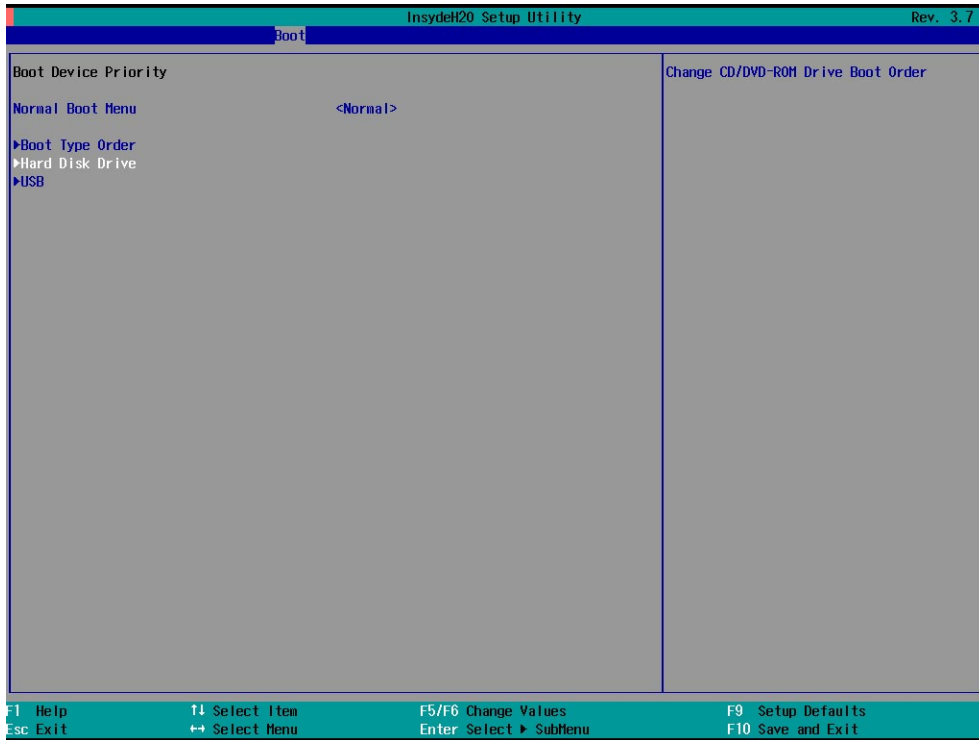 InsydeH20 Setup Utility Rev. 3.7
Boot
Boot Device Priority
Normal Boot Menu <Normal>
▶Boot Type Order
▶Hard Disk Drive
▶USB
Change CD/DVD-ROM Drive Boot Order
F1 Help ↑↓ Select Item F5/F6 Change Values F9 Setup Defaults
Esc Exit ↔ Select Menu Enter Select ▶ SubMenu F10 Save and Exit